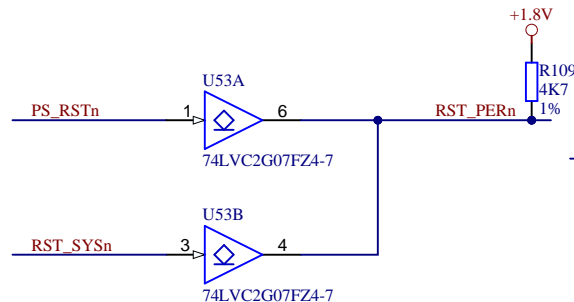 +1.8V
U53A
R109
4K7
1%
PS_RSTn
1
6
RST_PERn
74LVC2G07FZ4-7
U53B
RST_SYSn
3
4
74LVC2G07FZ4-7